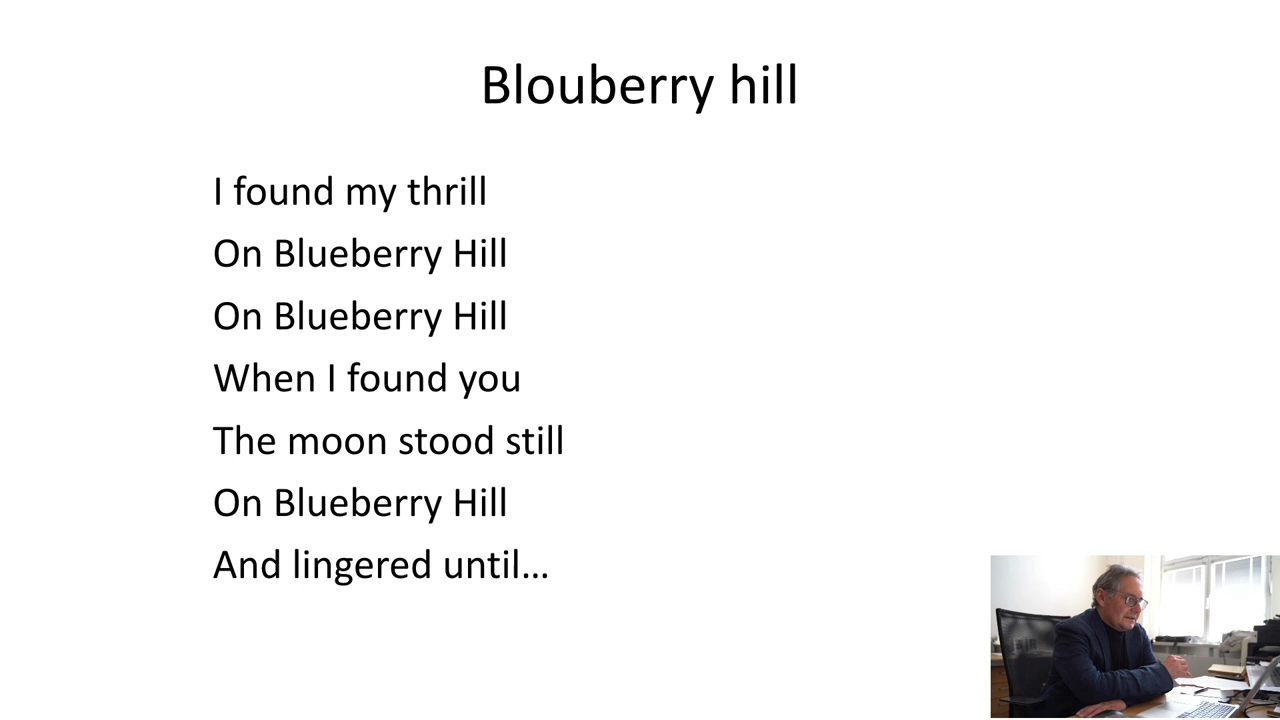 Blouberry hill
I found my thrill
On Blueberry Hill
On Blueberry Hill
When I found you
The moon stood still
On Blueberry Hill
And lingered until…